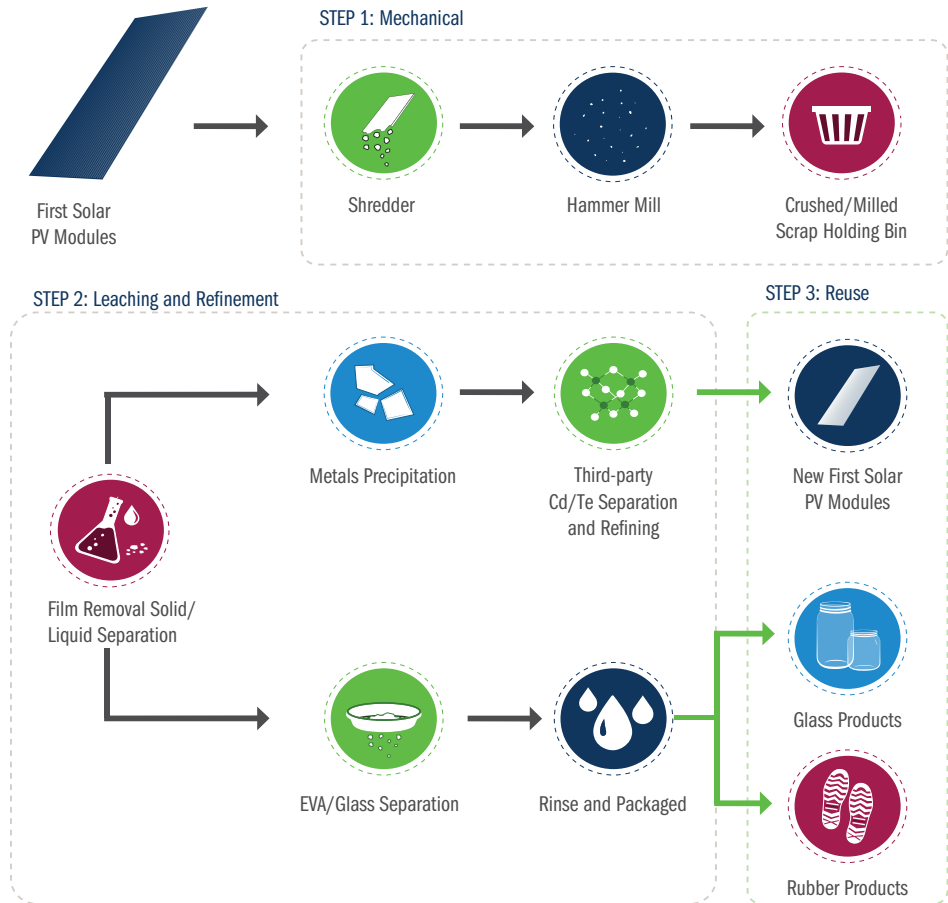 STEP 1: Mechanical
First Solar
PV Modules
Shredder
Hammer Mill
Crushed/Milled
Scrap Holding Bin
STEP 2: Leaching and Refinement
Film Removal Solid/
Liquid Separation
Metals Precipitation
Third-party
Cd/Te Separation
and Refining
EVA/Glass Separation
Rinse and Packaged
STEP 3: Reuse
New First Solar
PV Modules
Glass Products
Rubber Products